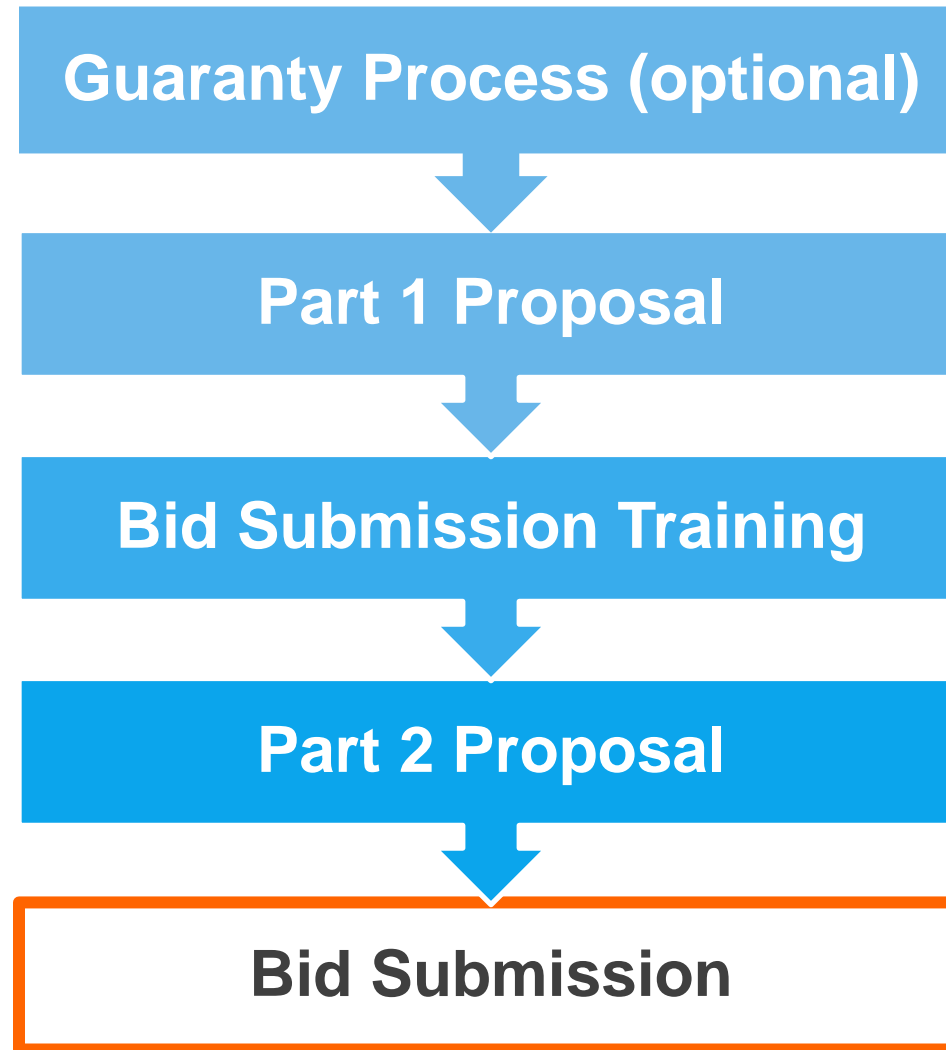 Guaranty Process (optional)
Part 1 Proposal
Bid Submission Training
Part 2 Proposal
Bid Submission